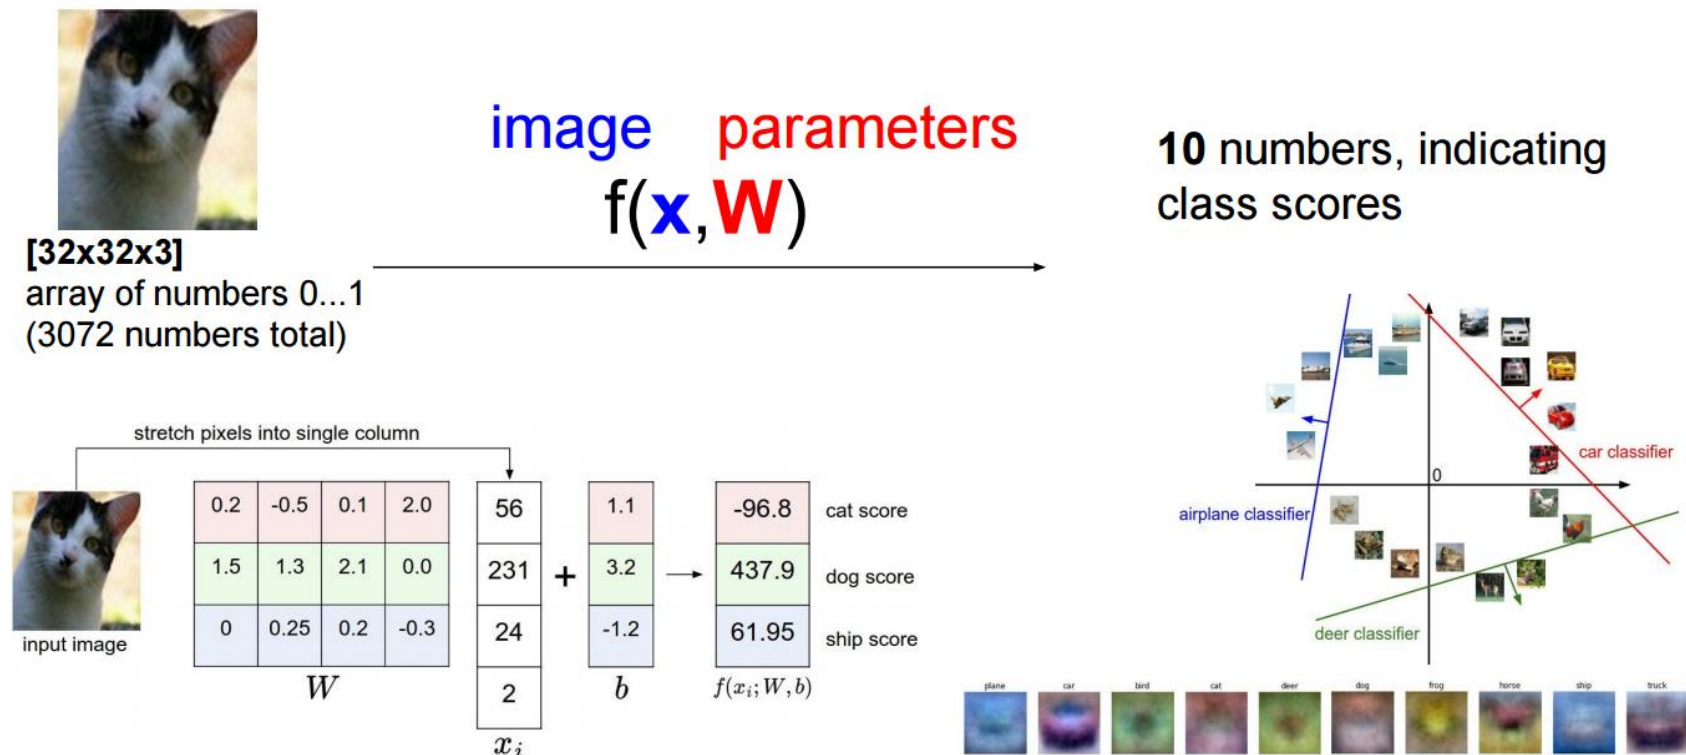 image parameters
f(x,W)
[32x32x3]
array of numbers 0...1
(3072 numbers total)
10 numbers, indicating
class scores
stretch pixels into single column
input image
0.2 -0.5 0.1 2.0
1.5 1.3 2.1 0.0
0 0.25 0.2 -0.3
W
56
231
24
2
x_i
+
1.1
3.2
-1.2
b
-96.8 cat score
437.9 dog score
61.95 ship score
f(x_i; W, b)
0
car classifier
airplane classifier
deer classifier
plane car bird cat deer dog frog horse ship truck